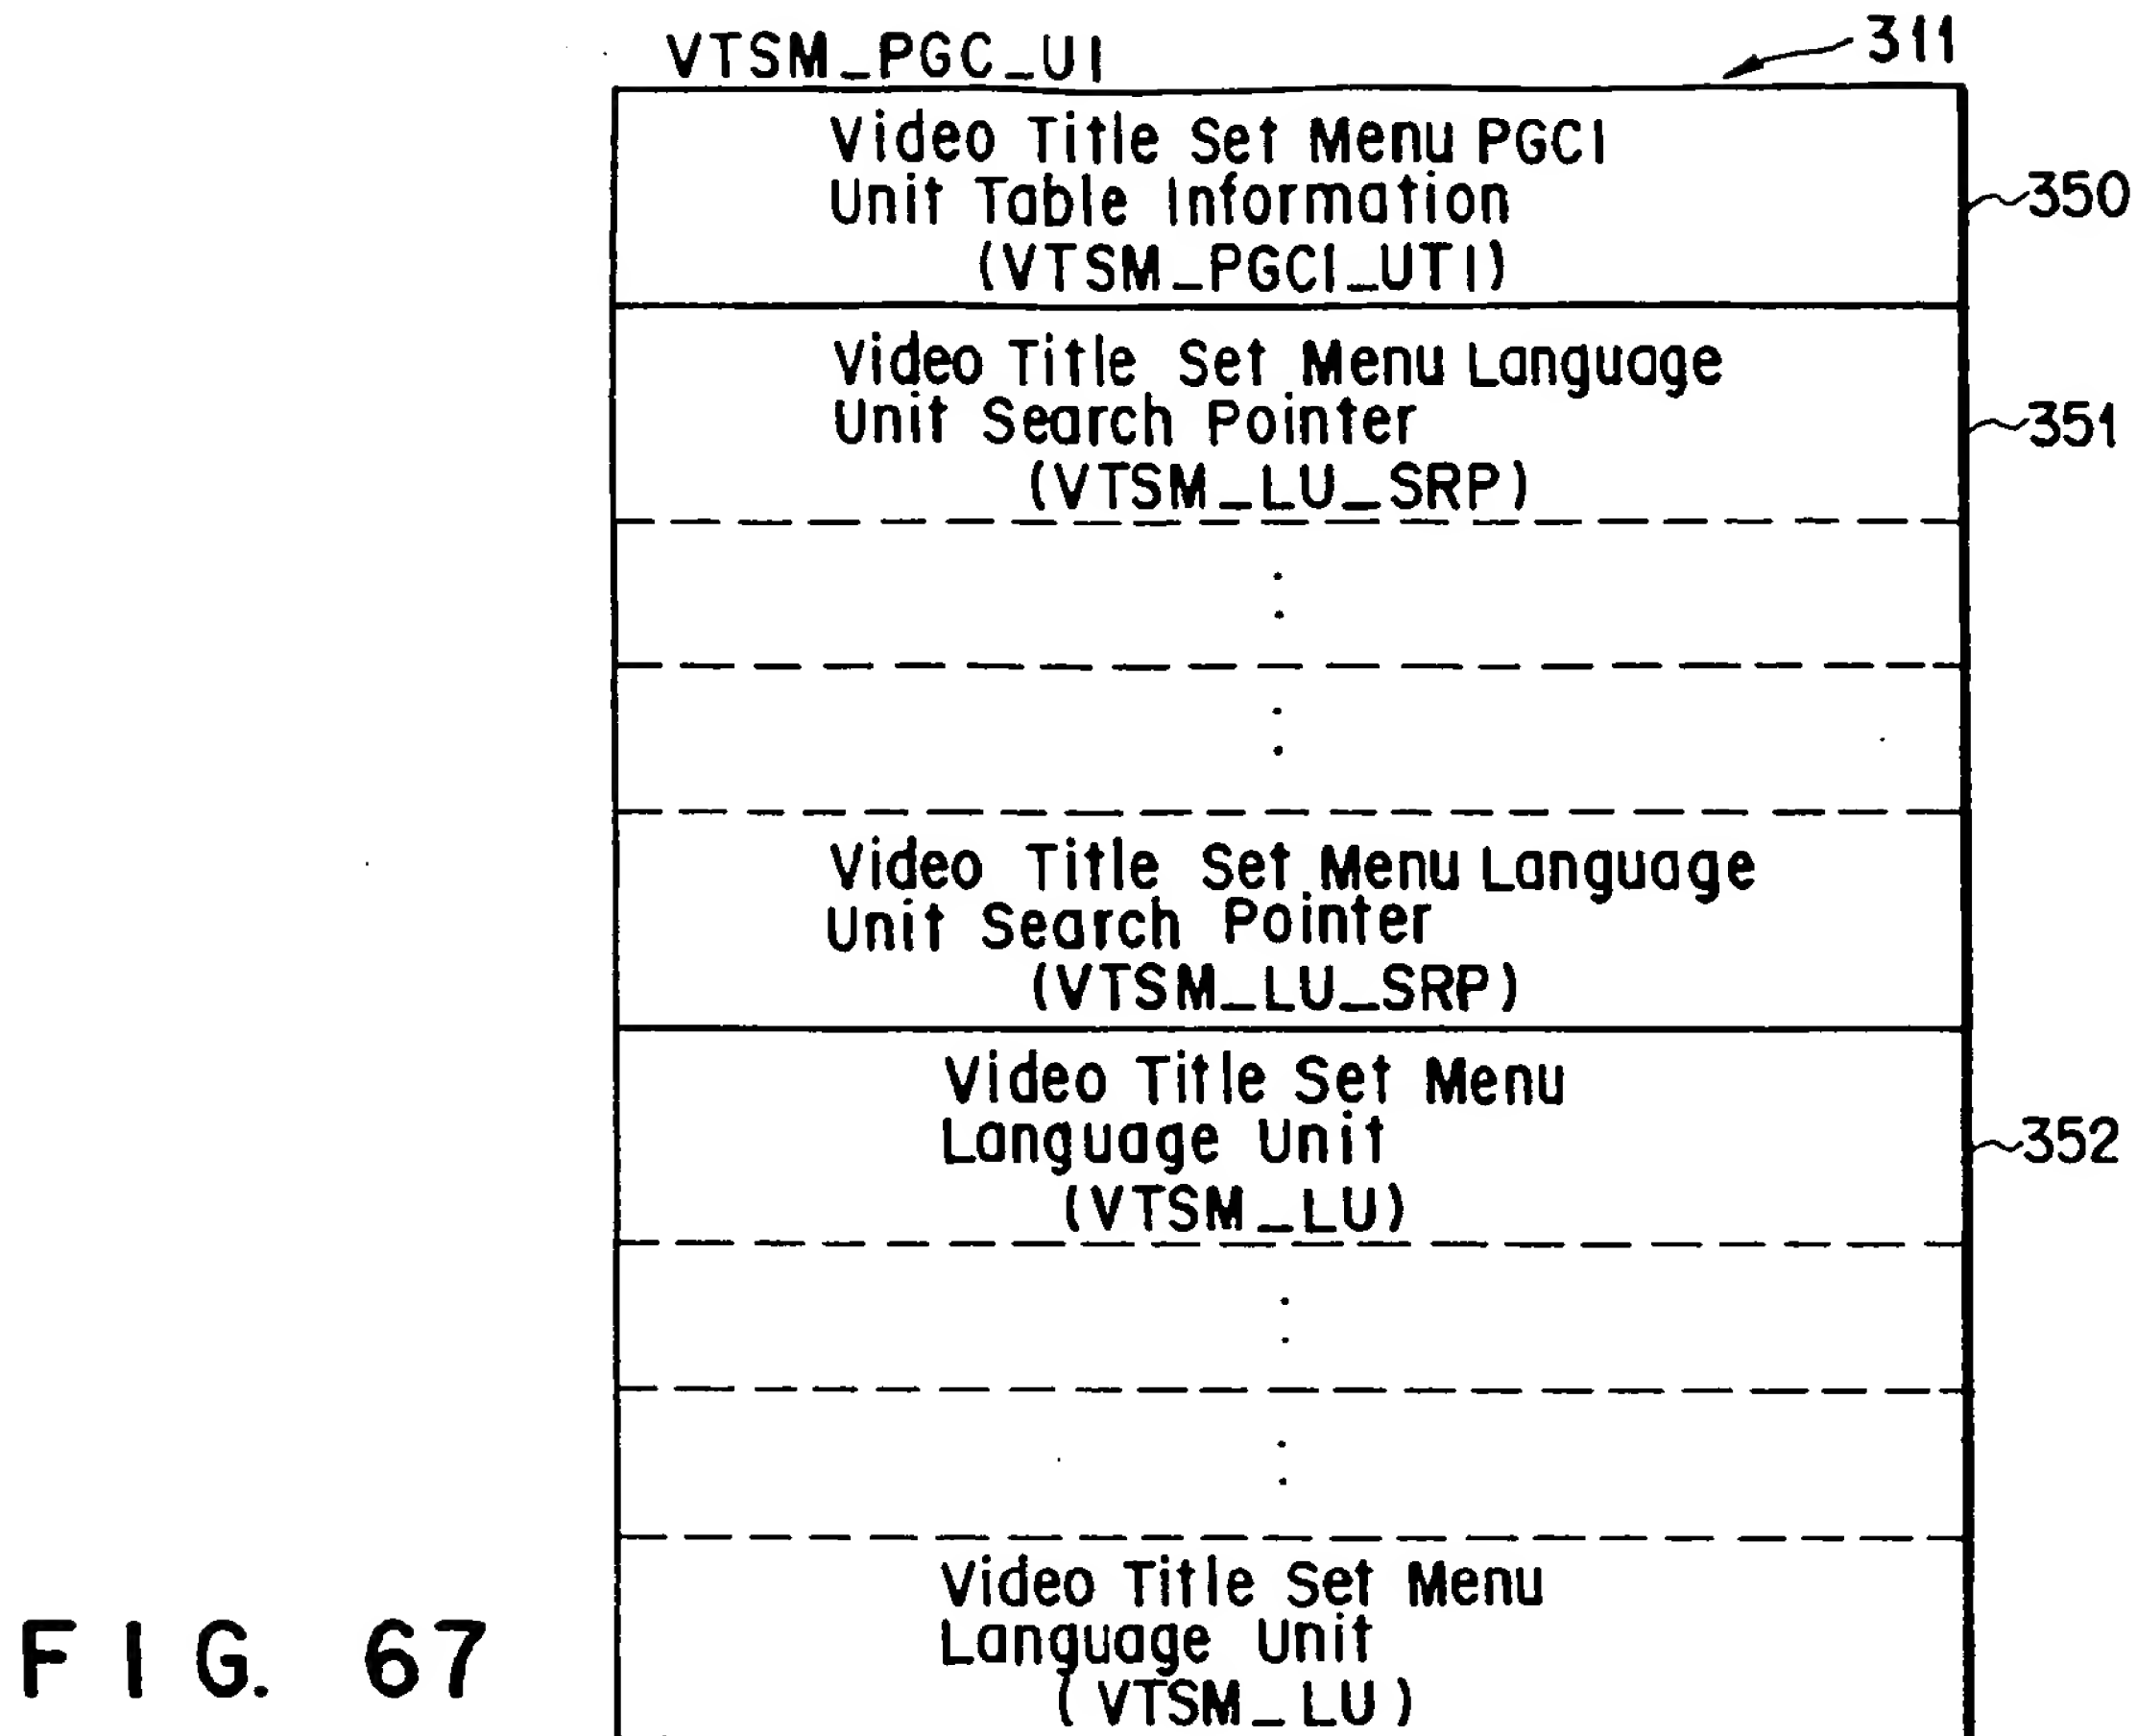 VTSM_PGC_UI
311
Video Title Set Menu PGCI
Unit Table Information
(VTSM_PGCI_UTI)
350
Video Title Set Menu Language
Unit Search Pointer
(VTSM_LU_SRP)
351
Video Title Set Menu Language
Unit Search Pointer
(VTSM_LU_SRP)
Video Title Set Menu
Language Unit
(VTSM_LU)
352
Video Title Set Menu
Language Unit
(VTSM_LU)
FIG. 67